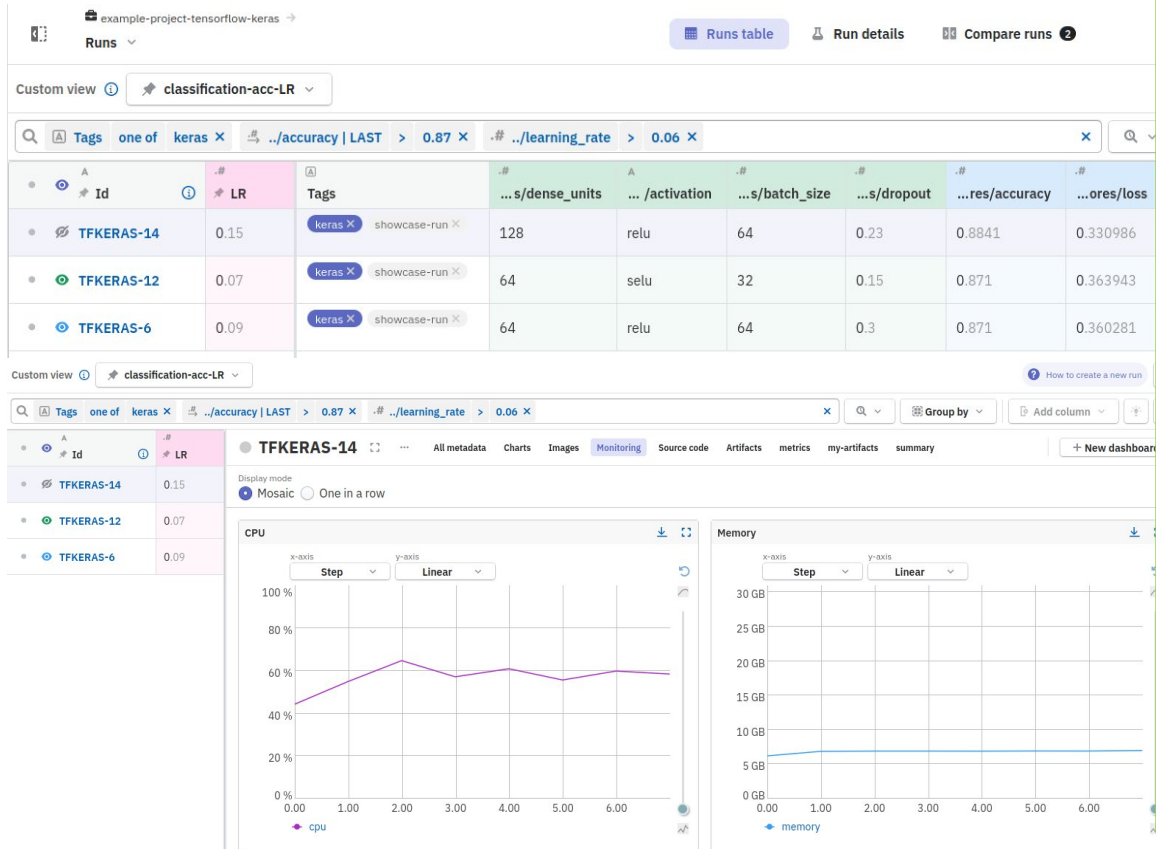 example-project-tensorflow-keras
Runs
Runs table Run details Compare runs 2
Custom view classification-acc-LR
Tags one of keras × ../accuracy | LAST > 0.87 × ../learning_rate > 0.06 ×
A .# A .# A .# .# .# .#
Id LR Tags ...s/dense_units ... /activation ...s/batch_size ...s/dropout ...res/accuracy ...ores/loss
TFKERAS-14 0.15 keras × showcase-run × 128 relu 64 0.23 0.8841 0.330986
TFKERAS-12 0.07 keras × showcase-run × 64 selu 32 0.15 0.871 0.363943
TFKERAS-6 0.09 keras × showcase-run × 64 relu 64 0.3 0.871 0.360281
Custom view classification-acc-LR How to create a new run
Tags one of keras × ../accuracy | LAST > 0.87 × ../learning_rate > 0.06 × Group by Add column
A .#
Id LR
TFKERAS-14 0.15
TFKERAS-12 0.07
TFKERAS-6 0.09
TFKERAS-14 ... All metadata Charts Images Monitoring Source code Artifacts metrics my-artifacts summary + New dashboar
Display mode
Mosaic One in a row
CPU
x-axis y-axis
Step Linear
100 %
80 %
60 %
40 %
20 %
0 %
0.00 1.00 2.00 3.00 4.00 5.00 6.00
cpu
Memory
x-axis y-axis
Step Linear
30 GB
25 GB
20 GB
15 GB
10 GB
5 GB
0 GB
0.00 1.00 2.00 3.00 4.00 5.00 6.00
memory